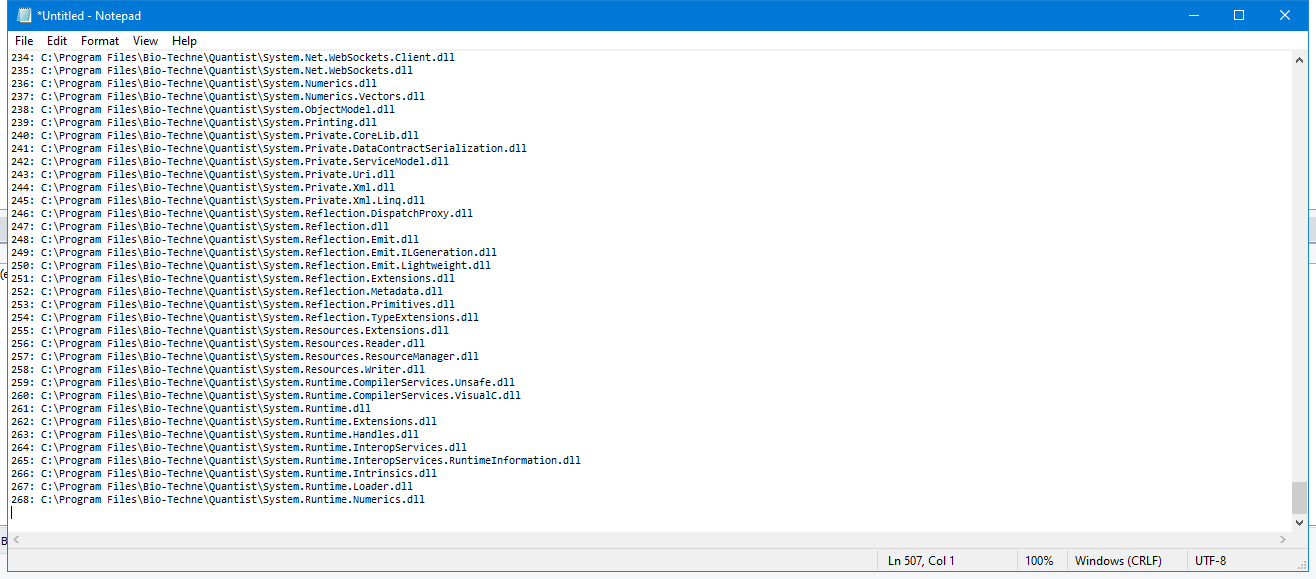 *Untitled - Notepad
File Edit Format View Help
234: C:\Program Files\Bio-Techne\Quantist\System.Net.WebSockets.Client.dll
235: C:\Program Files\Bio-Techne\Quantist\System.Net.WebSockets.dll
236: C:\Program Files\Bio-Techne\Quantist\System.Numerics.dll
237: C:\Program Files\Bio-Techne\Quantist\System.Numerics.Vectors.dll
238: C:\Program Files\Bio-Techne\Quantist\System.ObjectModel.dll
239: C:\Program Files\Bio-Techne\Quantist\System.Printing.dll
240: C:\Program Files\Bio-Techne\Quantist\System.Private.CoreLib.dll
241: C:\Program Files\Bio-Techne\Quantist\System.Private.DataContractSerialization.dll
242: C:\Program Files\Bio-Techne\Quantist\System.Private.ServiceModel.dll
243: C:\Program Files\Bio-Techne\Quantist\System.Private.Uri.dll
244: C:\Program Files\Bio-Techne\Quantist\System.Private.Xml.dll
245: C:\Program Files\Bio-Techne\Quantist\System.Private.Xml.Linq.dll
246: C:\Program Files\Bio-Techne\Quantist\System.Reflection.DispatchProxy.dll
247: C:\Program Files\Bio-Techne\Quantist\System.Reflection.dll
248: C:\Program Files\Bio-Techne\Quantist\System.Reflection.Emit.dll
249: C:\Program Files\Bio-Techne\Quantist\System.Reflection.Emit.ILGeneration.dll
250: C:\Program Files\Bio-Techne\Quantist\System.Reflection.Emit.Lightweight.dll
251: C:\Program Files\Bio-Techne\Quantist\System.Reflection.Extensions.dll
252: C:\Program Files\Bio-Techne\Quantist\System.Reflection.Metadata.dll
253: C:\Program Files\Bio-Techne\Quantist\System.Reflection.Primitives.dll
254: C:\Program Files\Bio-Techne\Quantist\System.Reflection.TypeExtensions.dll
255: C:\Program Files\Bio-Techne\Quantist\System.Resources.Extensions.dll
256: C:\Program Files\Bio-Techne\Quantist\System.Resources.Reader.dll
257: C:\Program Files\Bio-Techne\Quantist\System.Resources.ResourceManager.dll
258: C:\Program Files\Bio-Techne\Quantist\System.Resources.Writer.dll
259: C:\Program Files\Bio-Techne\Quantist\System.Runtime.CompilerServices.Unsafe.dll
260: C:\Program Files\Bio-Techne\Quantist\System.Runtime.CompilerServices.VisualC.dll
261: C:\Program Files\Bio-Techne\Quantist\System.Runtime.dll
262: C:\Program Files\Bio-Techne\Quantist\System.Runtime.Extensions.dll
263: C:\Program Files\Bio-Techne\Quantist\System.Runtime.Handles.dll
264: C:\Program Files\Bio-Techne\Quantist\System.Runtime.InteropServices.dll
265: C:\Program Files\Bio-Techne\Quantist\System.Runtime.InteropServices.RuntimeInformation.dll
266: C:\Program Files\Bio-Techne\Quantist\System.Runtime.Intrinsics.dll
267: C:\Program Files\Bio-Techne\Quantist\System.Runtime.Loader.dll
268: C:\Program Files\Bio-Techne\Quantist\System.Runtime.Numerics.dll
Ln 507, Col 1 100% Windows (CRLF) UTF-8